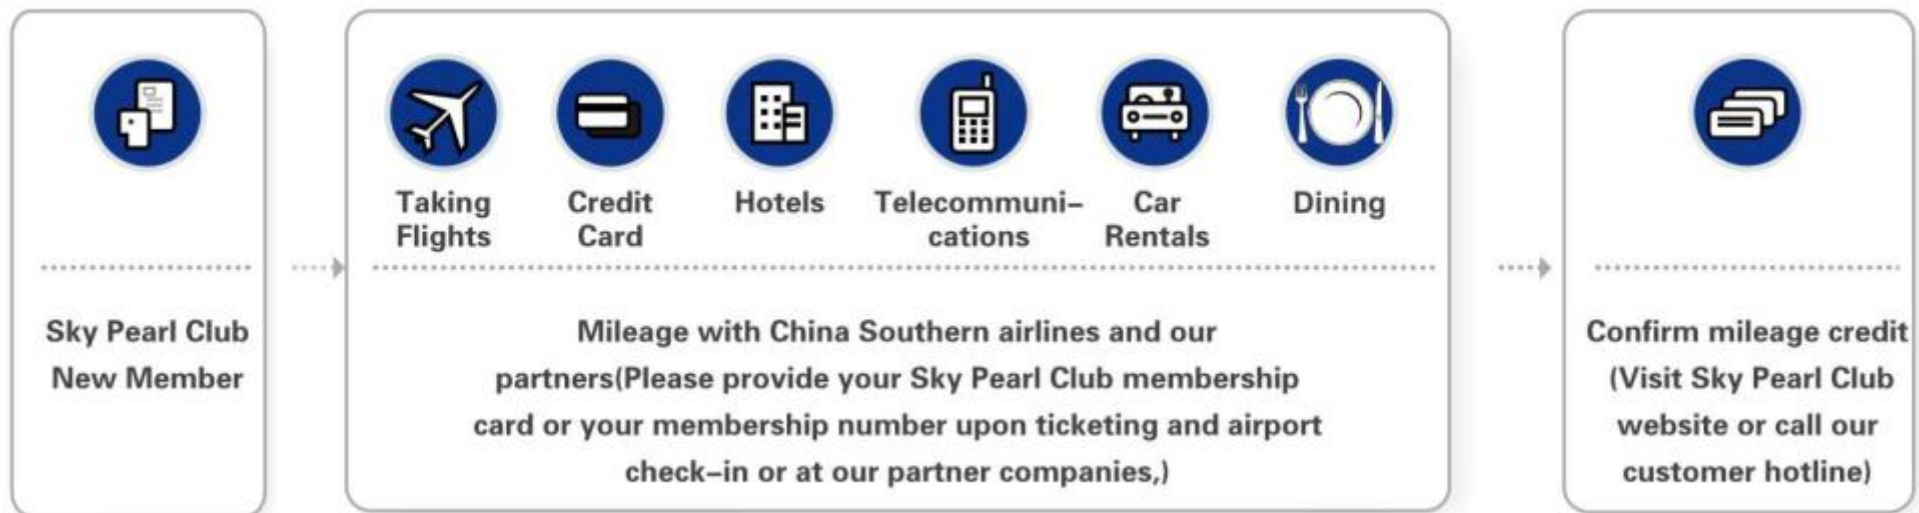 Sky Pearl Club
New Member
Taking
Flights
Credit
Card
Hotels
Telecommuni–
cations
Car
Rentals
Dining
Mileage with China Southern airlines and our
partners(Please provide your Sky Pearl Club membership
card or your membership number upon ticketing and airport
check–in or at our partner companies,)
Confirm mileage credit
(Visit Sky Pearl Club
website or call our
customer hotline)